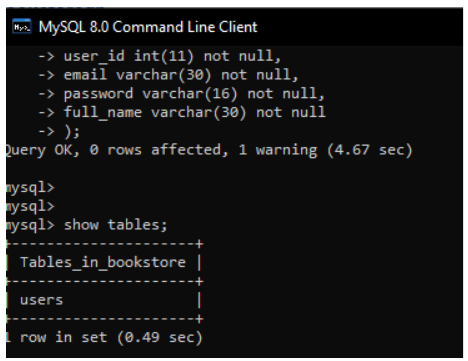 MySQL 8.0 Command Line Client
-> user_id int(11) not null,
-> email varchar(30) not null,
-> password varchar(16) not null,
-> full_name varchar(30) not null
-> );
Query OK, 0 rows affected, 1 warning (4.67 sec)
mysql>
mysql>
mysql> show tables;
+---------------------+
| Tables_in_bookstore |
+---------------------+
| users               |
+---------------------+
1 row in set (0.49 sec)